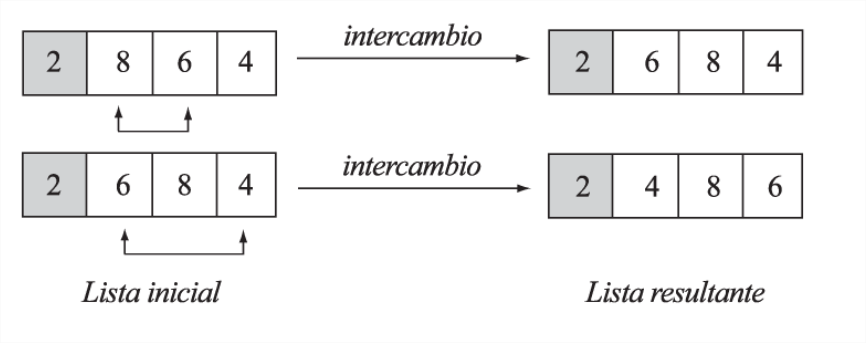 intercambio
2 8 6 4
2 6 8 4
intercambio
2 6 8 4
2 4 8 6
Lista inicial
Lista resultante